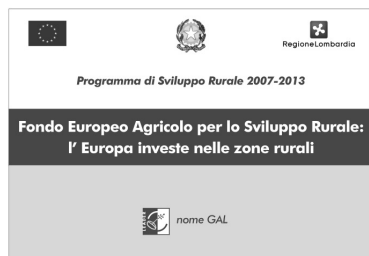 RegioneLombardia
Programma di Sviluppo Rurale 2007-2013
Fondo Europeo Agricolo per lo Sviluppo Rurale:
l' Europa investe nelle zone rurali
nome GAL